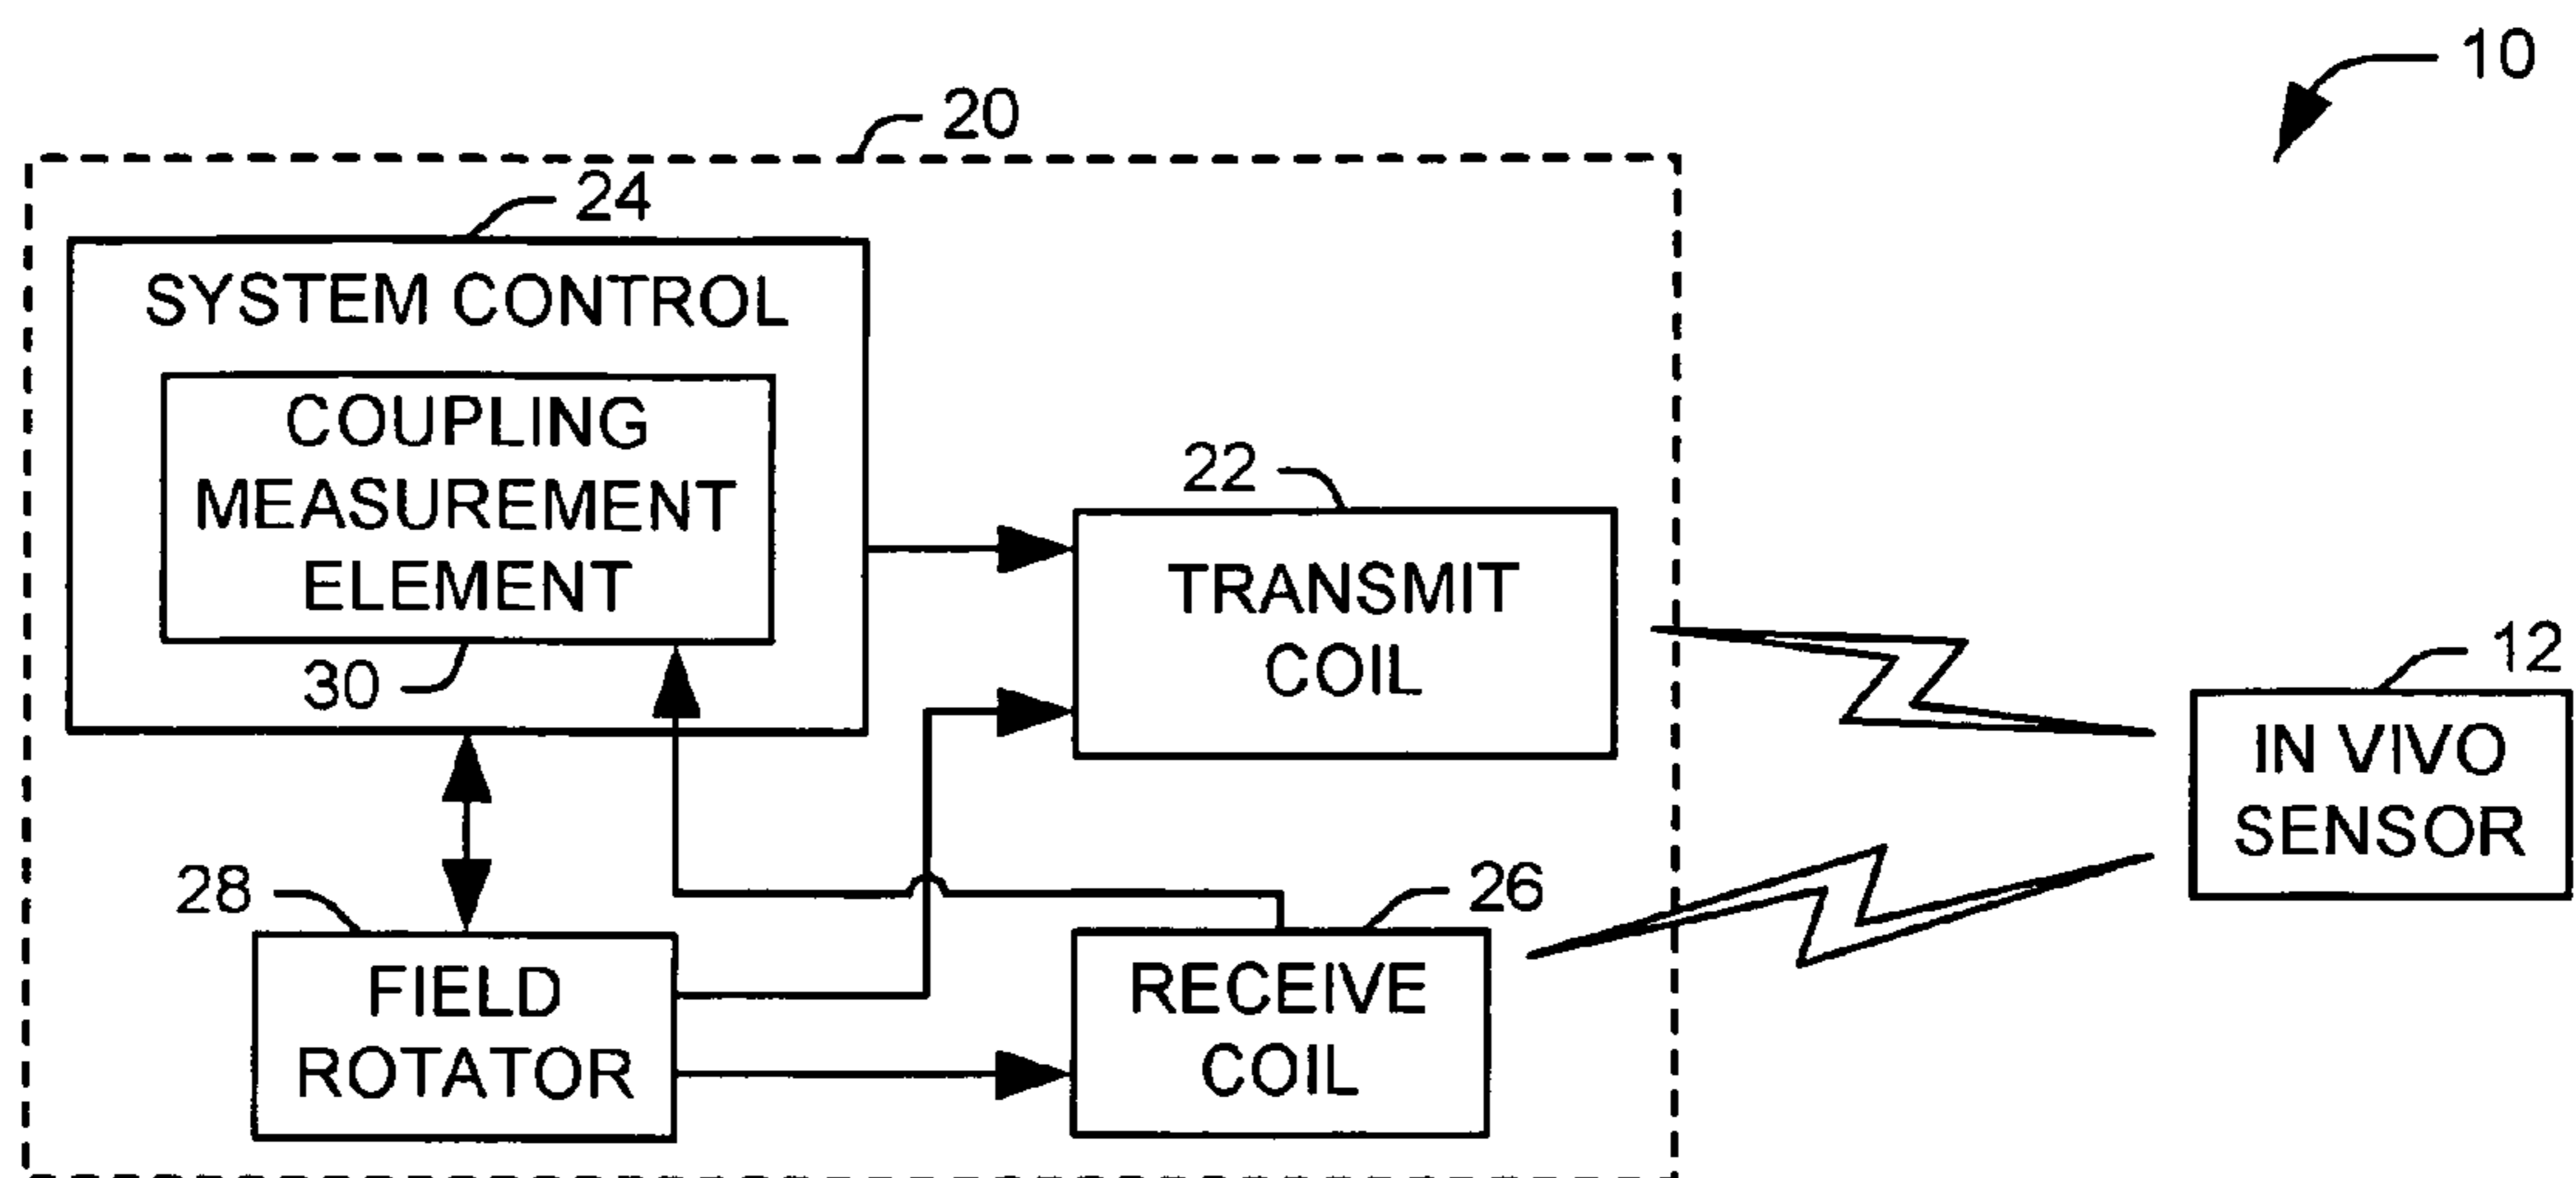 10
20
24
SYSTEM CONTROL
COUPLING
MEASUREMENT
ELEMENT
30
22
TRANSMIT
COIL
12
IN VIVO
SENSOR
28
FIELD
ROTATOR
26
RECEIVE
COIL